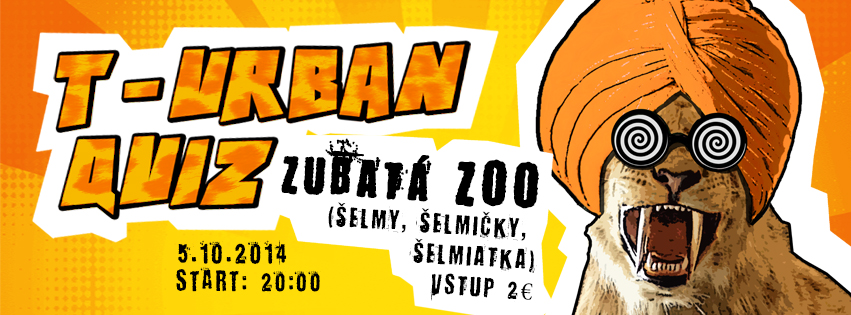 T-URBAN
QUIZ
ZUBATÁ ZOO
(ŠELMY, ŠELMIČKY,
ŠELMIATKA)
VSTUP 2€
5.10.2014
START: 20:00